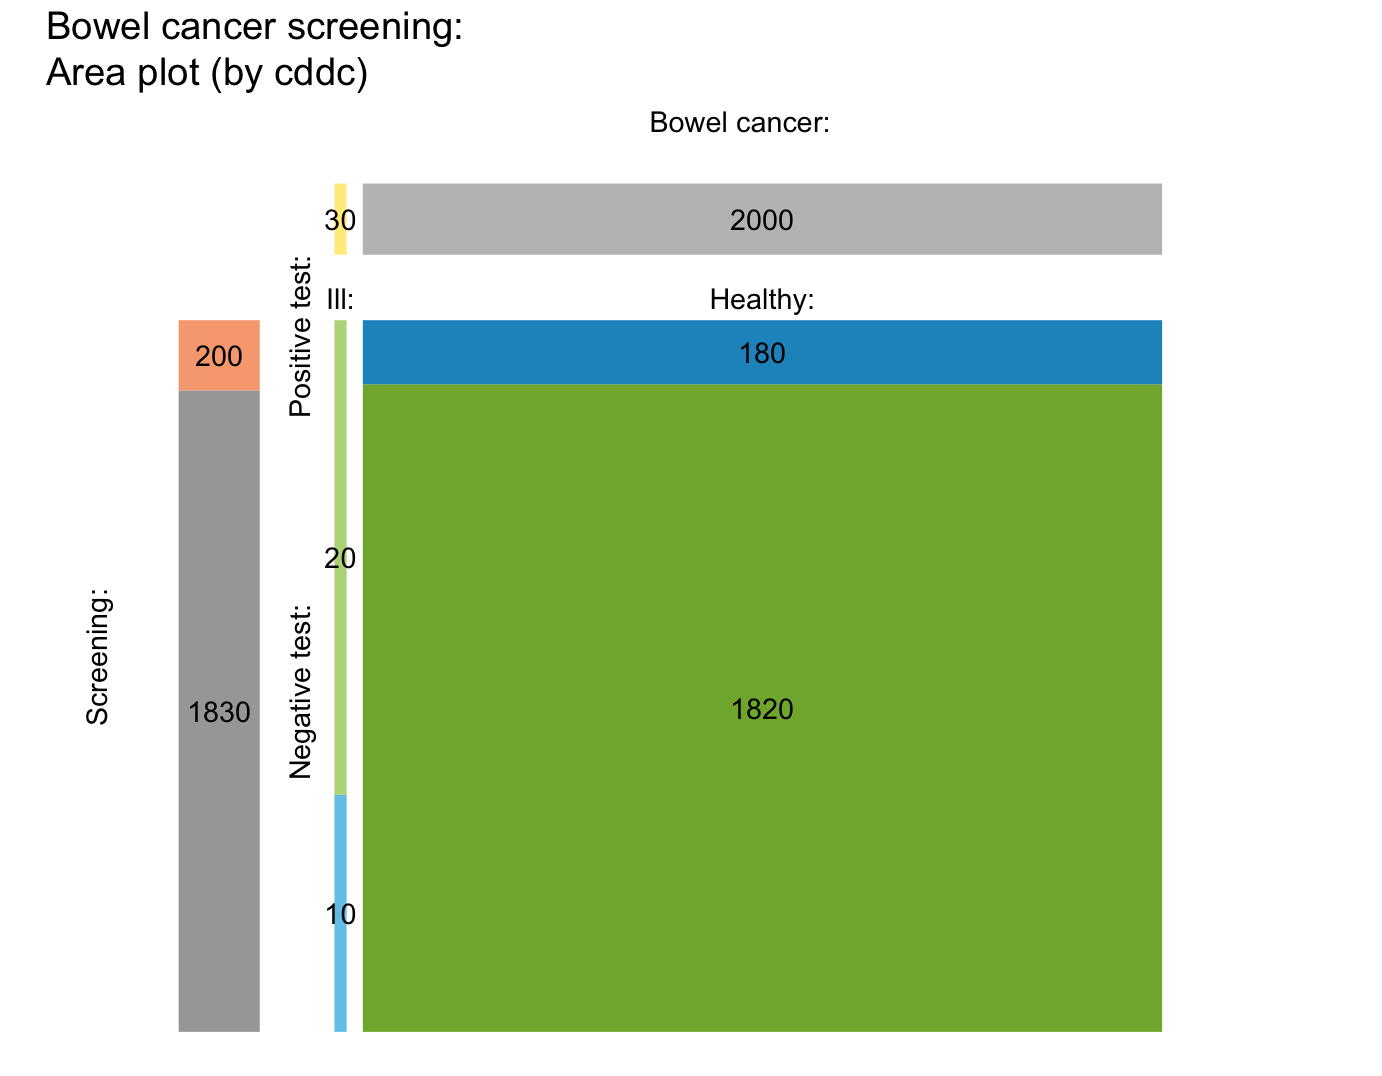 Bowel cancer screening:
Area plot (by cddc)
Bowel cancer:
30
2000
Ill:
Healthy:
Positive test:
200
180
20
Screening:
Negative test:
1830
1820
10